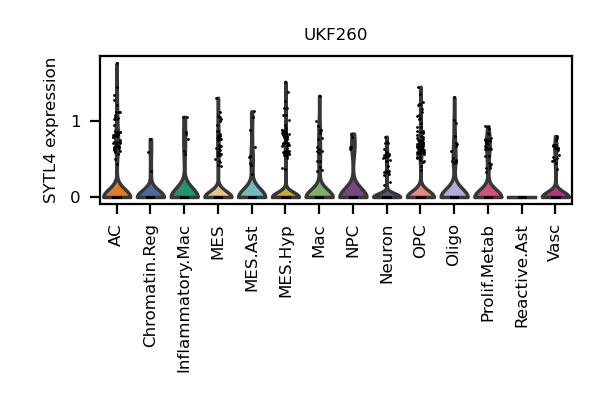 UKF260
SYTL4 expression
1
0
AC
Chromatin.Reg
Inflammatory.Mac
MES
MES.Ast
MES.Hyp
Mac
NPC
Neuron
OPC
Oligo
Prolif.Metab
Reactive.Ast
Vasc